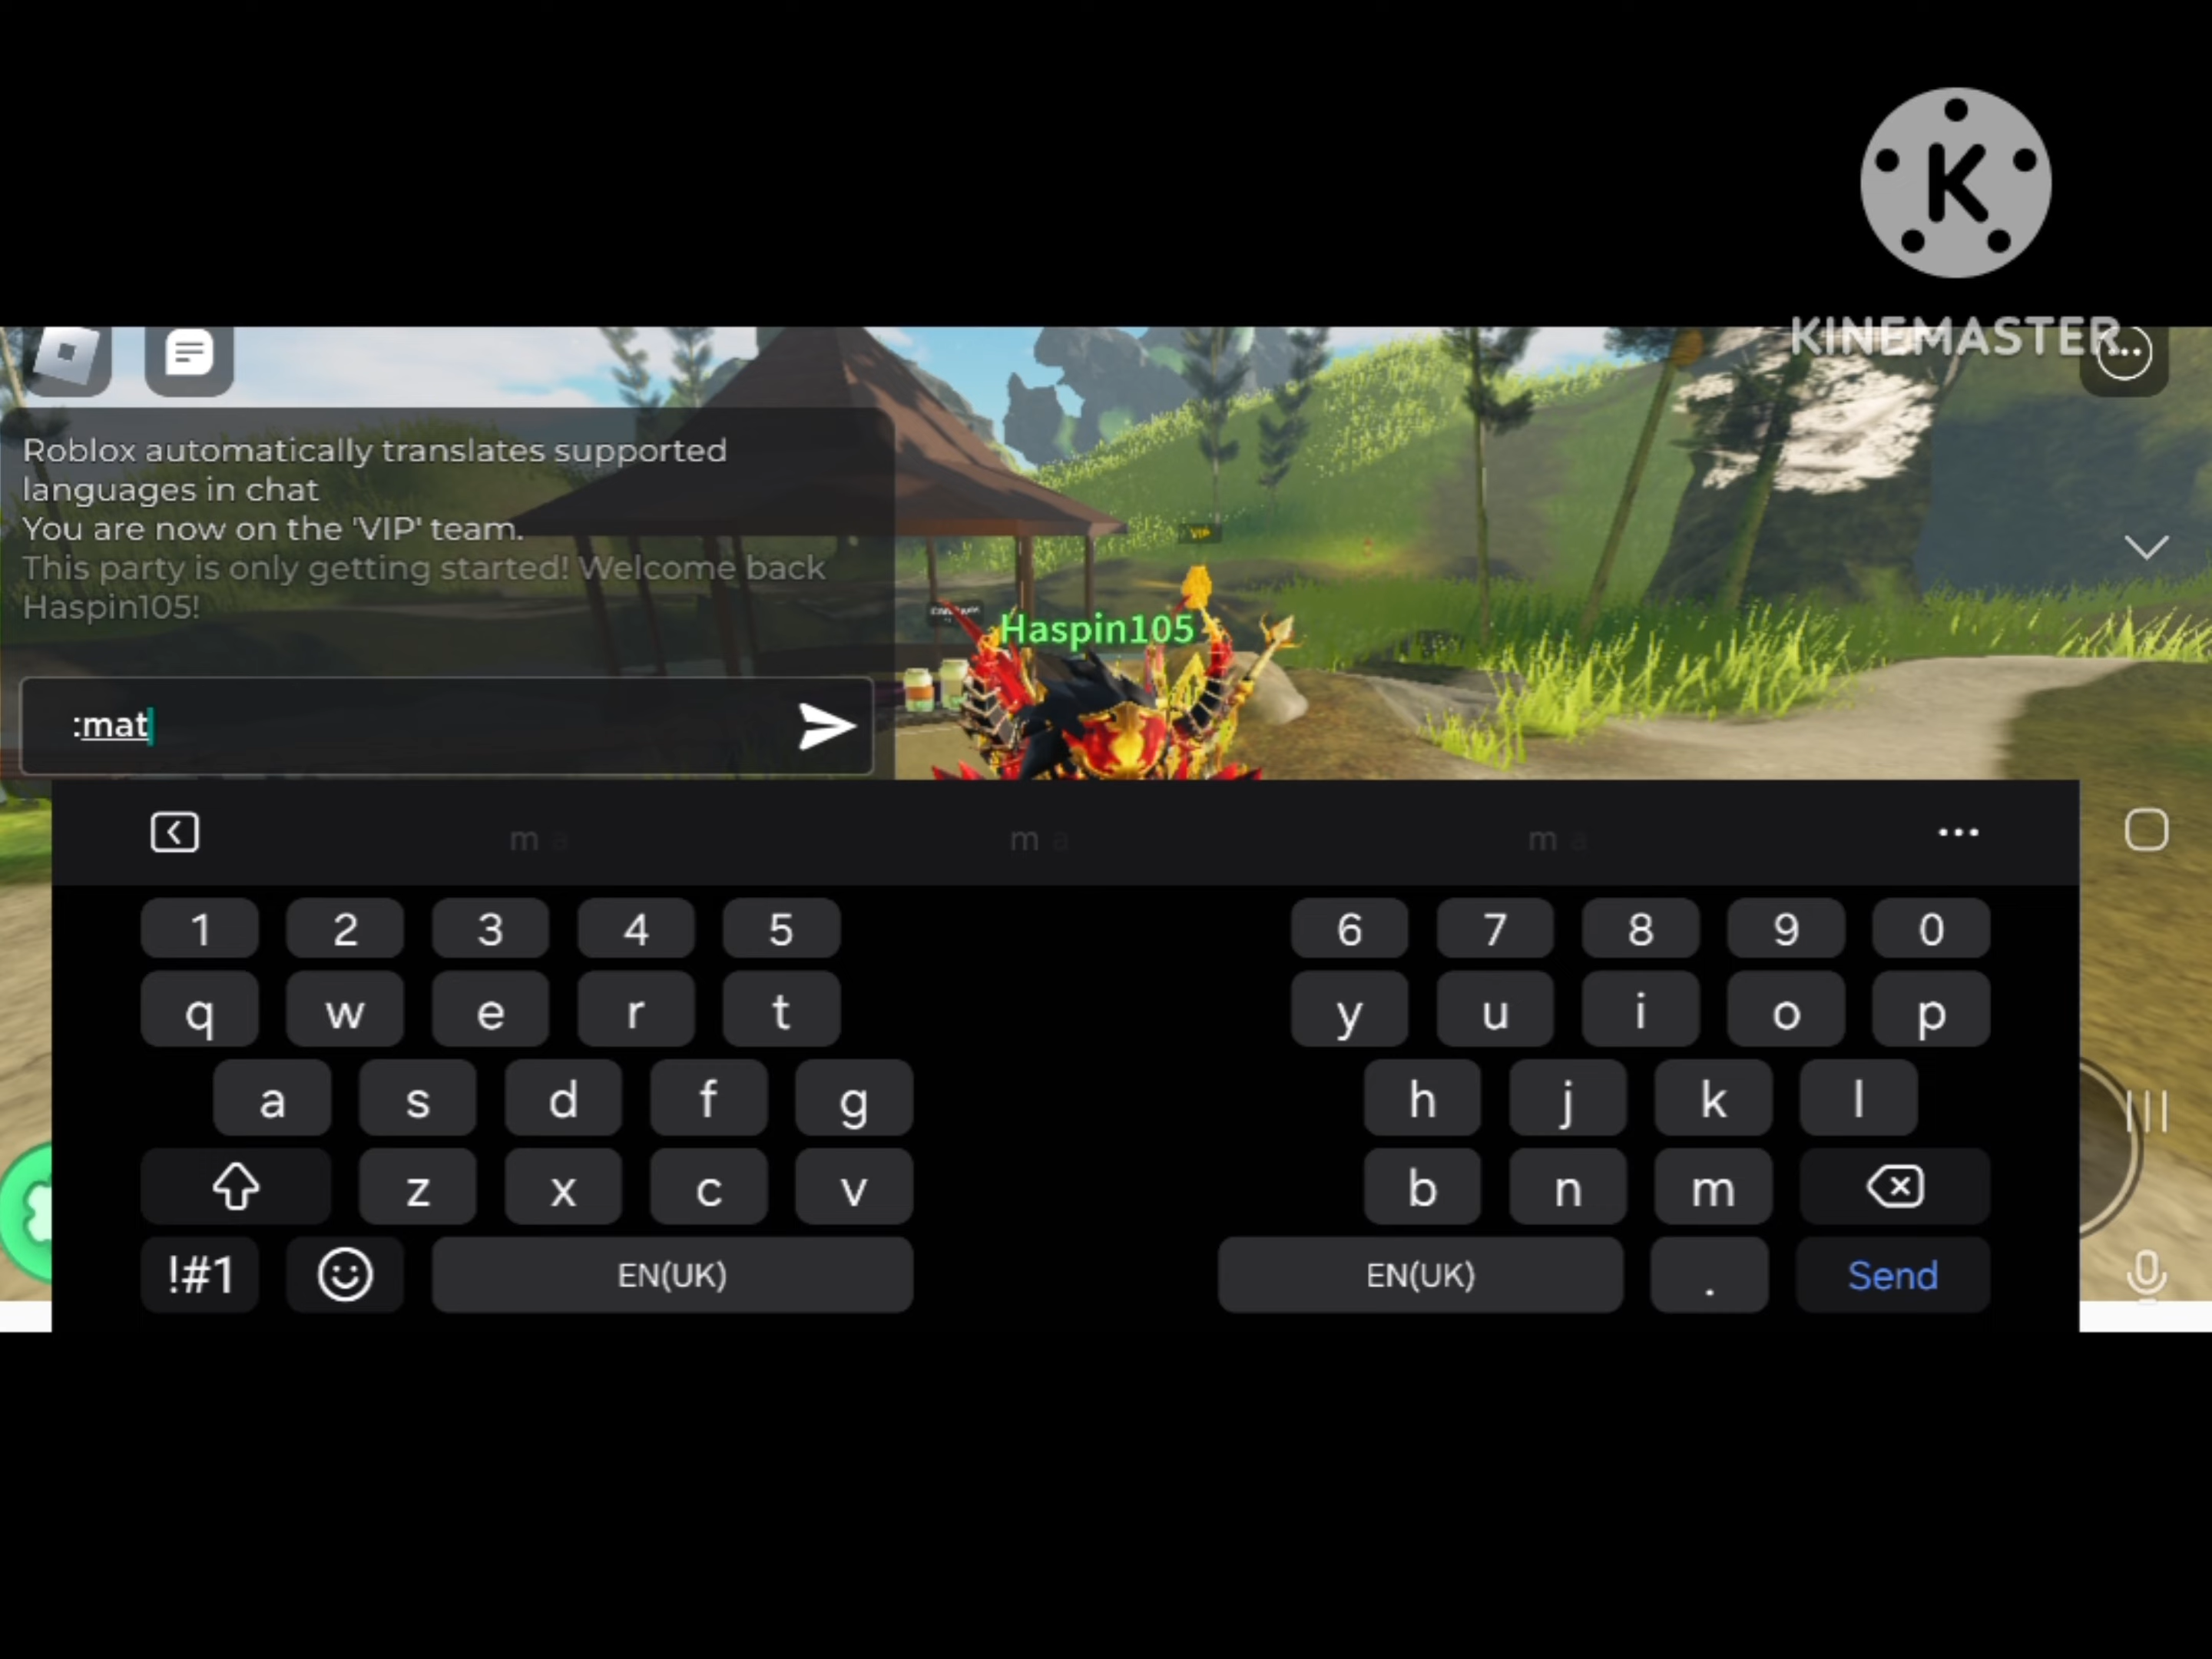 K
KINEMASTER
Roblox automatically translates supported
languages in chat
You are now on the 'VIP' team.
This party is only getting started! Welcome back
Haspin105!
VIP
Haspin105
:mat
m a m a m a
1 2 3 4 5 6 7 8 9 0
q w e r t y u i o p
a s d f g h j k l
z x c v b n m
!#1 EN(UK) EN(UK) . Send